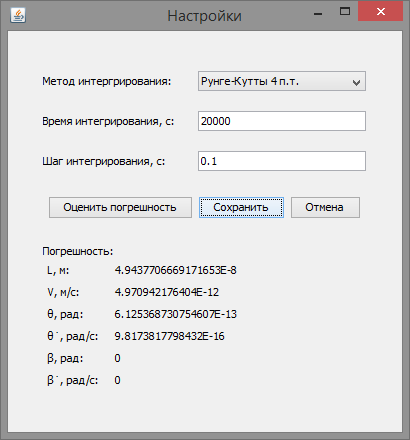 Настройки
Метод интергрирования: Рунге-Кутты 4 п.т.
Время интегрирования, с: 20000
Шаг интегрирования, с: 0.1
Оценить погрешность Сохранить Отмена
Погрешность:
L, м: 4.9437706669171653E-8
V, м/с: 4.970942176404E-12
θ, рад: 6.125368730754607E-13
θ˙, рад/с: 9.8173817798432E-16
β, рад: 0
β˙, рад/с: 0